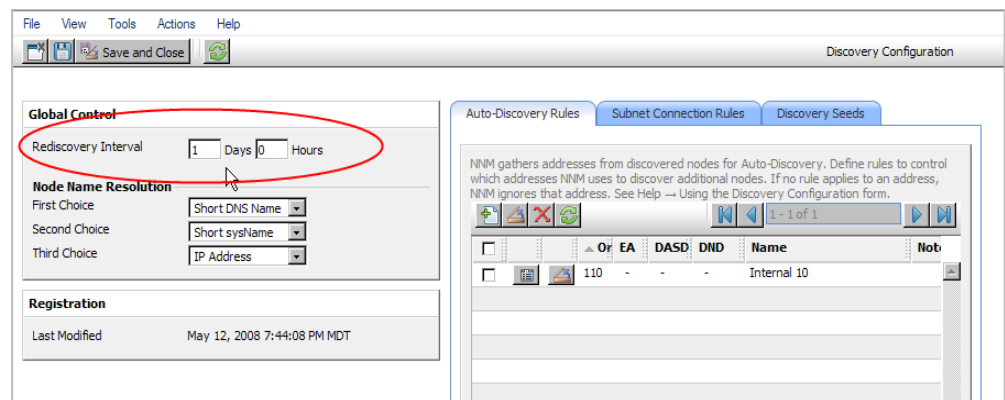 File View Tools Actions Help
Save and Close
Discovery Configuration
Global Control
Rediscovery Interval 1 Days 0 Hours
Node Name Resolution
First Choice Short DNS Name
Second Choice Short sysName
Third Choice IP Address
Registration
Last Modified May 12, 2008 7:44:08 PM MDT
Auto-Discovery Rules Subnet Connection Rules Discovery Seeds
NNM gathers addresses from discovered nodes for Auto-Discovery. Define rules to control
which addresses NNM uses to discover additional nodes. If no rule applies to an address,
NNM ignores that address. See Help → Using the Discovery Configuration form.
1 - 1 of 1
Or EA DASD DND Name Not
110 - - - Internal 10